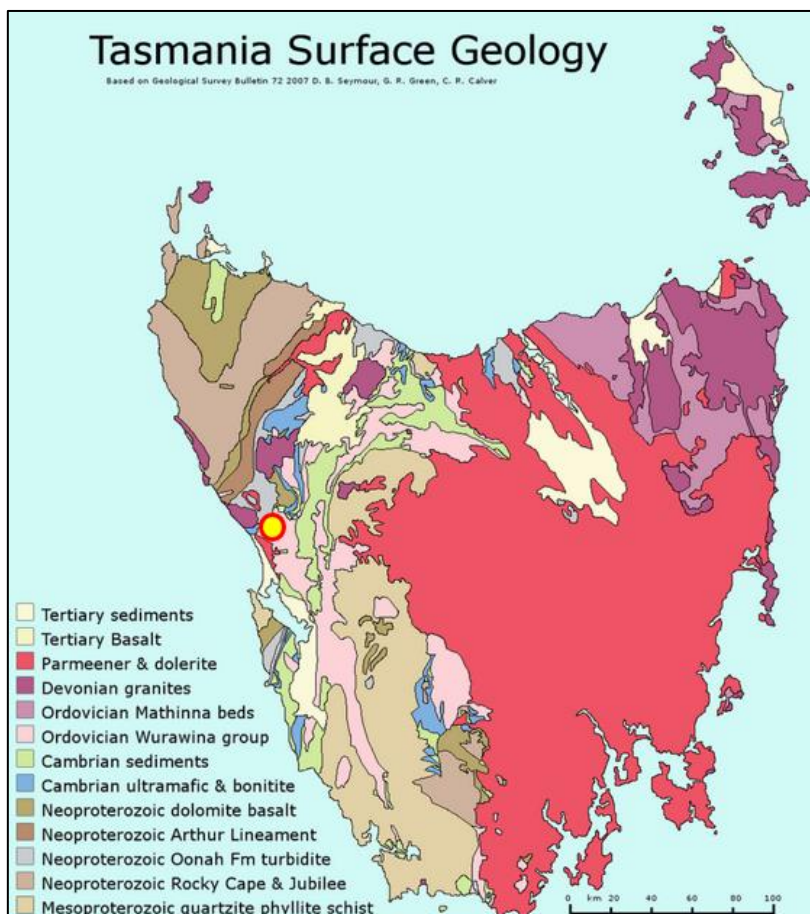 Tasmania Surface Geology
Based on Geological Survey Bulletin 72 2007 D. B. Seymour, G. R. Green, C. R. Calver
Tertiary sediments
Tertiary Basalt
Parmeener & dolerite
Devonian granites
Ordovician Mathinna beds
Ordovician Wurawina group
Cambrian sediments
Cambrian ultramafic & bonitite
Neoproterozoic dolomite basalt
Neoproterozoic Arthur Lineament
Neoproterozoic Oonah Fm turbidite
Neoproterozoic Rocky Cape & Jubilee
Mesoproterozoic quartzite phyllite schist
0 km 20 40 60 80 100